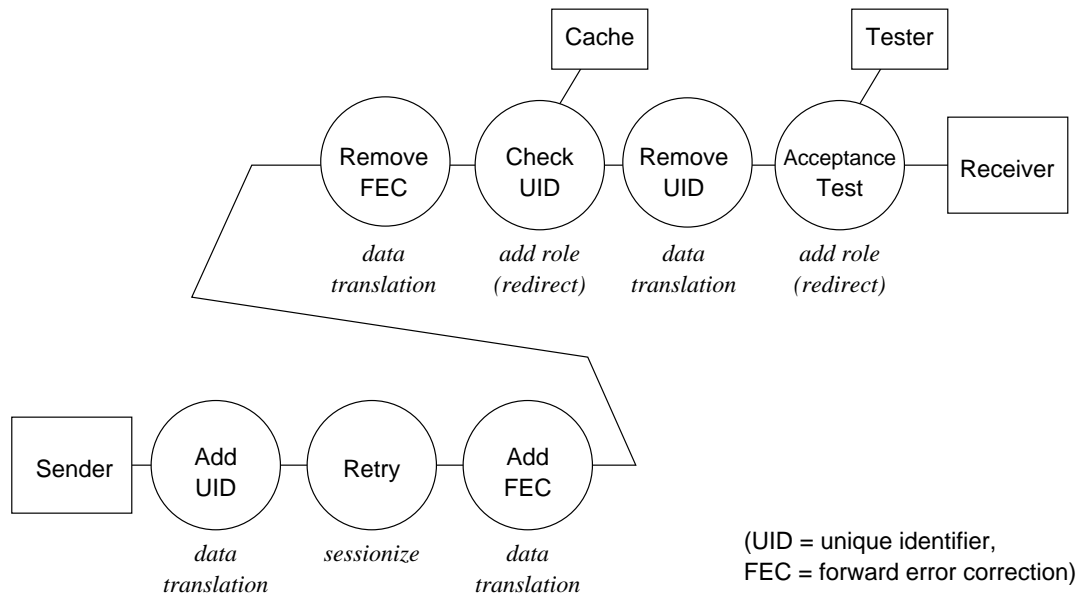 Cache
Tester
Remove
FEC
Check
UID
Remove
UID
Acceptance
Test
Receiver
data
translation
add role
(redirect)
data
translation
add role
(redirect)
Sender
Add
UID
Retry
Add
FEC
data
translation
sessionize
data
translation
(UID = unique identifier,
FEC = forward error correction)